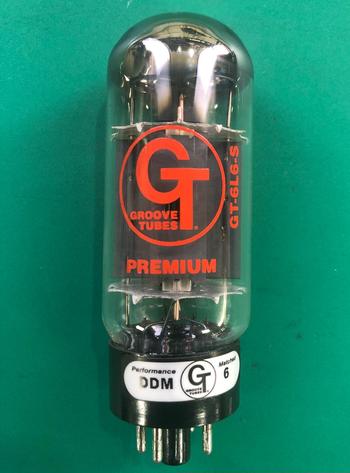 GT
GROOVE
TUBES
PREMIUM
GT-6L6-S
Performance
DDM
GT
GROOVE
TUBES
Matched
6